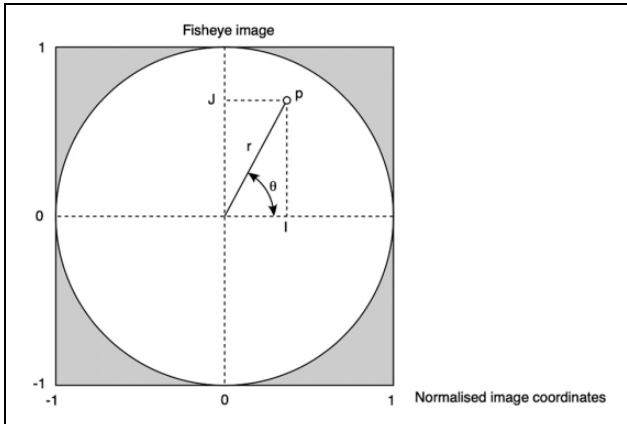 Fisheye image
1
J
p
r
θ
0
I
-1
-1
0
1
Normalised image coordinates